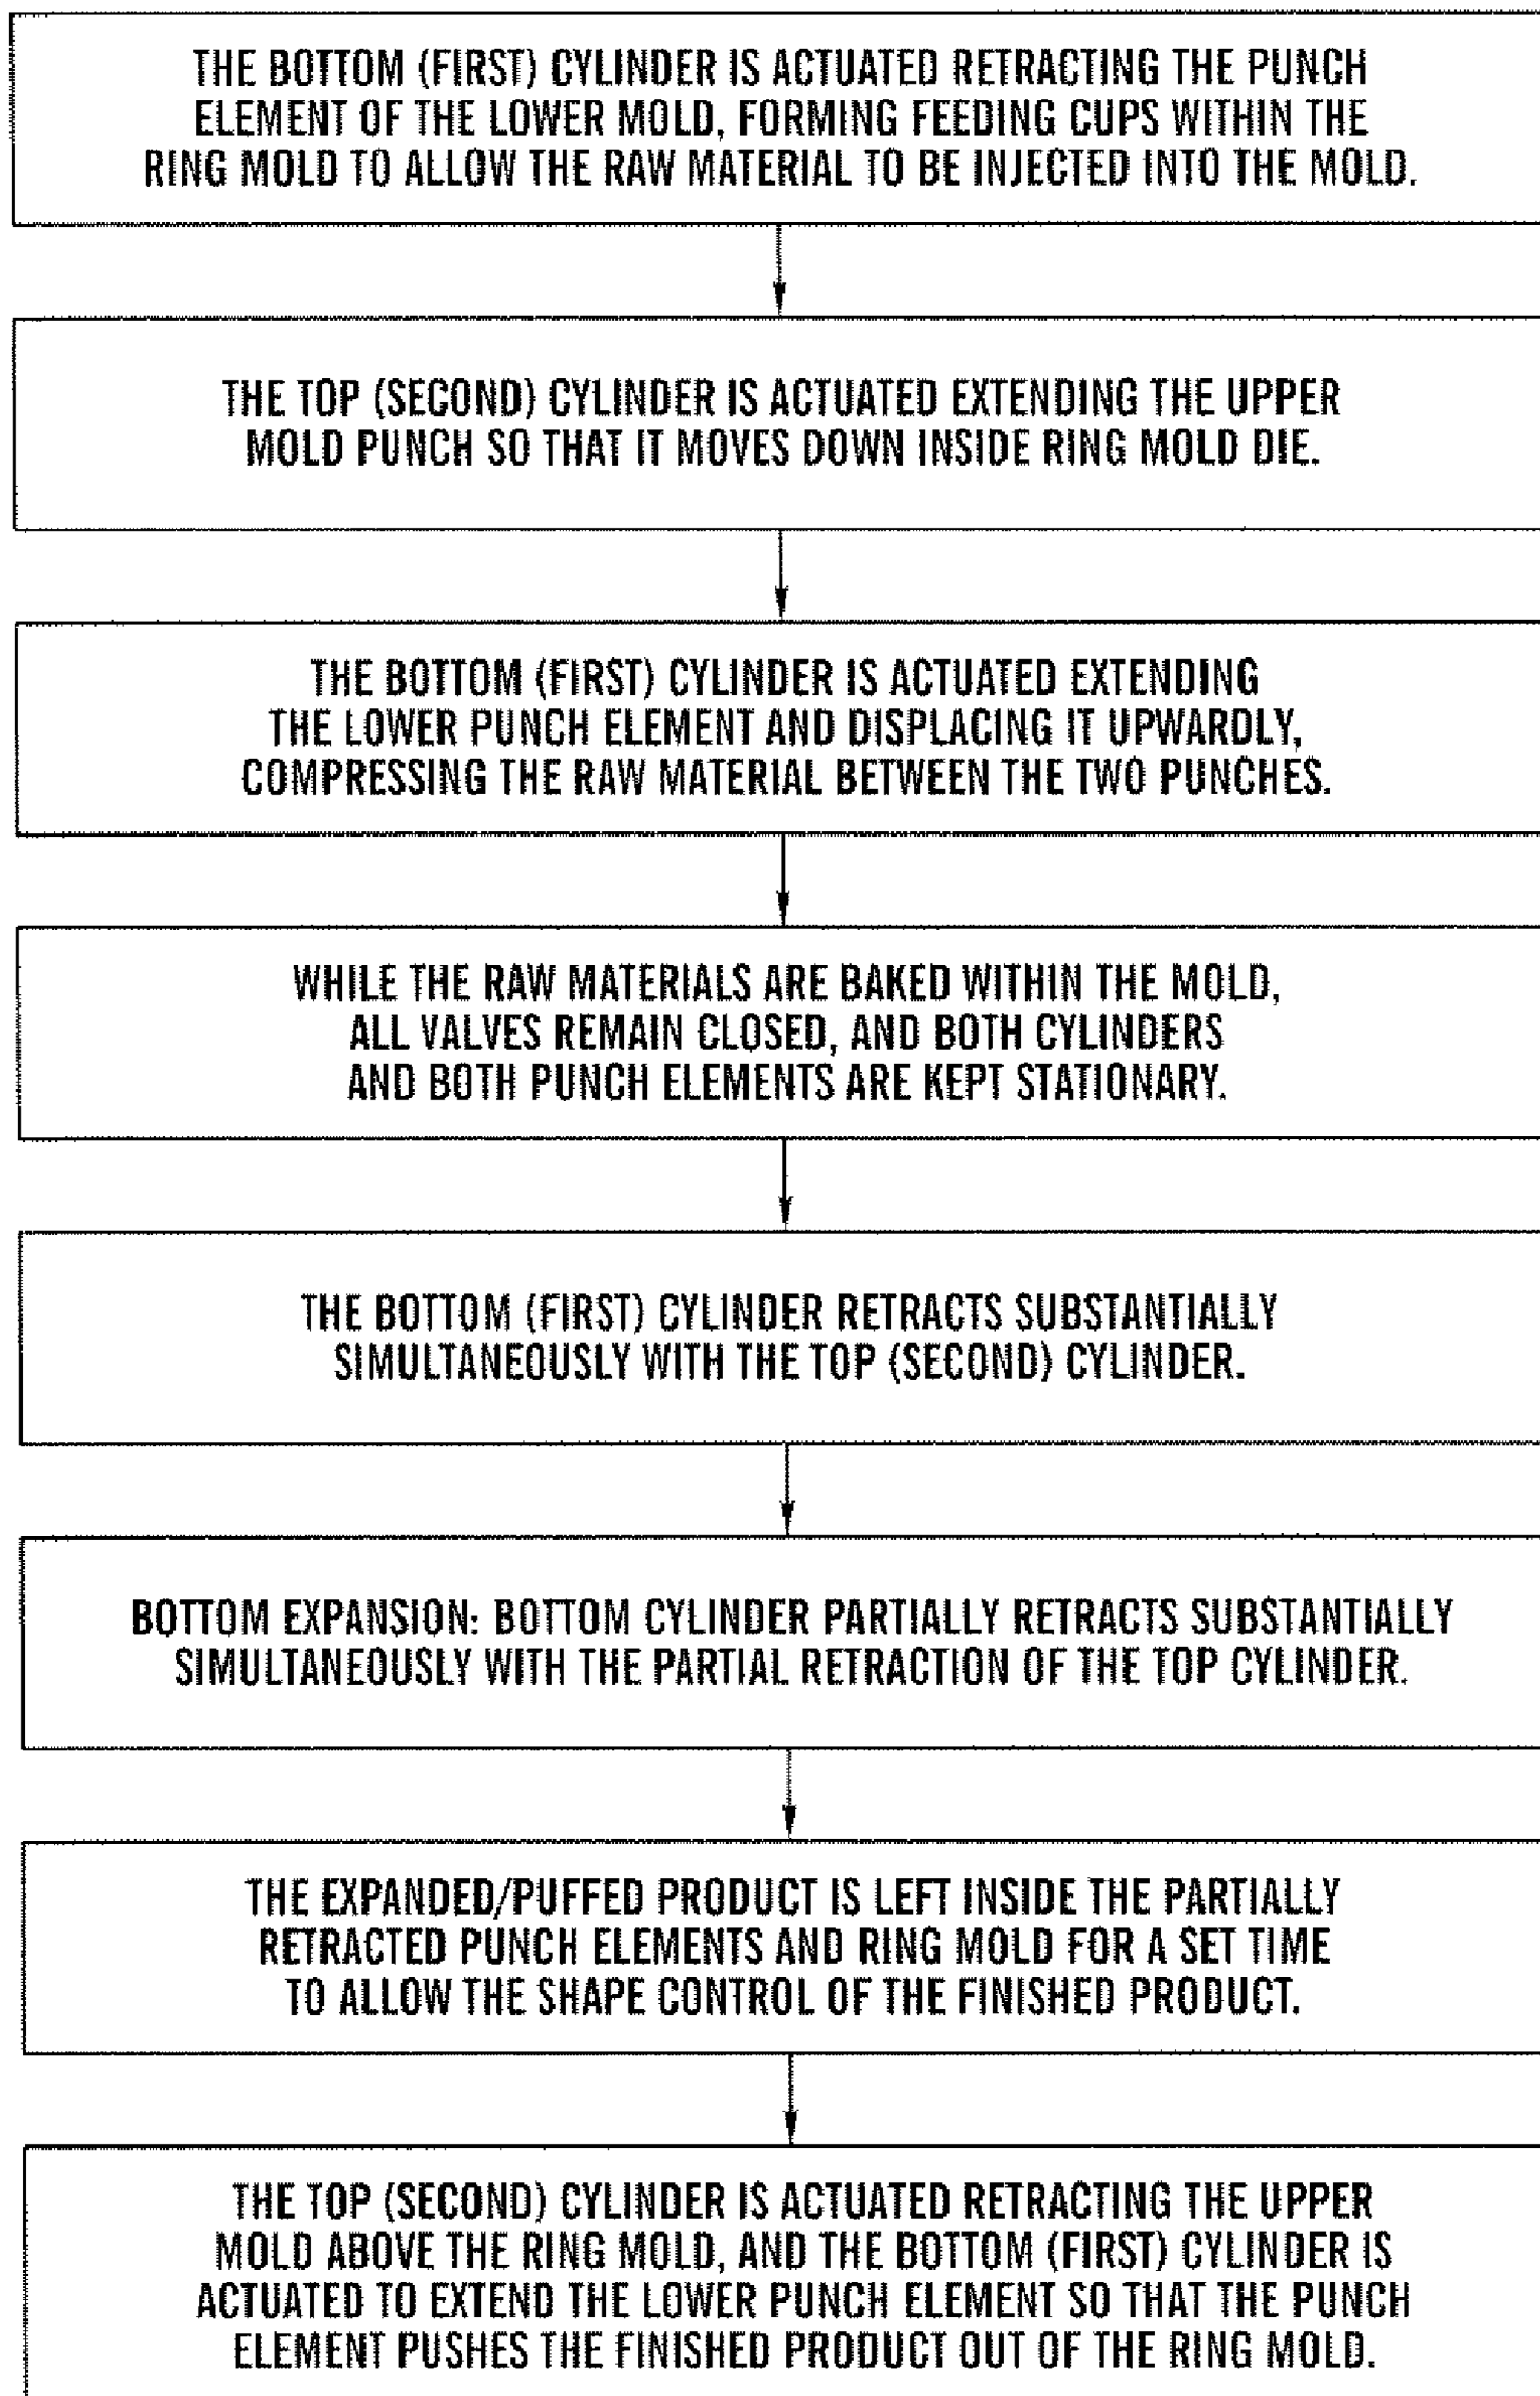 THE BOTTOM (FIRST) CYLINDER IS ACTUATED RETRACTING THE PUNCH
ELEMENT OF THE LOWER MOLD, FORMING FEEDING CUPS WITHIN THE
RING MOLD TO ALLOW THE RAW MATERIAL TO BE INJECTED INTO THE MOLD.
THE TOP (SECOND) CYLINDER IS ACTUATED EXTENDING THE UPPER
MOLD PUNCH SO THAT IT MOVES DOWN INSIDE RING MOLD DIE.
THE BOTTOM (FIRST) CYLINDER IS ACTUATED EXTENDING
THE LOWER PUNCH ELEMENT AND DISPLACING IT UPWARDLY,
COMPRESSING THE RAW MATERIAL BETWEEN THE TWO PUNCHES.
WHILE THE RAW MATERIALS ARE BAKED WITHIN THE MOLD,
ALL VALVES REMAIN CLOSED, AND BOTH CYLINDERS
AND BOTH PUNCH ELEMENTS ARE KEPT STATIONARY.
THE BOTTOM (FIRST) CYLINDER RETRACTS SUBSTANTIALLY
SIMULTANEOUSLY WITH THE TOP (SECOND) CYLINDER.
BOTTOM EXPANSION: BOTTOM CYLINDER PARTIALLY RETRACTS SUBSTANTIALLY
SIMULTANEOUSLY WITH THE PARTIAL RETRACTION OF THE TOP CYLINDER.
THE EXPANDED/PUFFED PRODUCT IS LEFT INSIDE THE PARTIALLY
RETRACTED PUNCH ELEMENTS AND RING MOLD FOR A SET TIME
TO ALLOW THE SHAPE CONTROL OF THE FINISHED PRODUCT.
THE TOP (SECOND) CYLINDER IS ACTUATED RETRACTING THE UPPER
MOLD ABOVE THE RING MOLD, AND THE BOTTOM (FIRST) CYLINDER IS
ACTUATED TO EXTEND THE LOWER PUNCH ELEMENT SO THAT THE PUNCH
ELEMENT PUSHES THE FINISHED PRODUCT OUT OF THE RING MOLD.